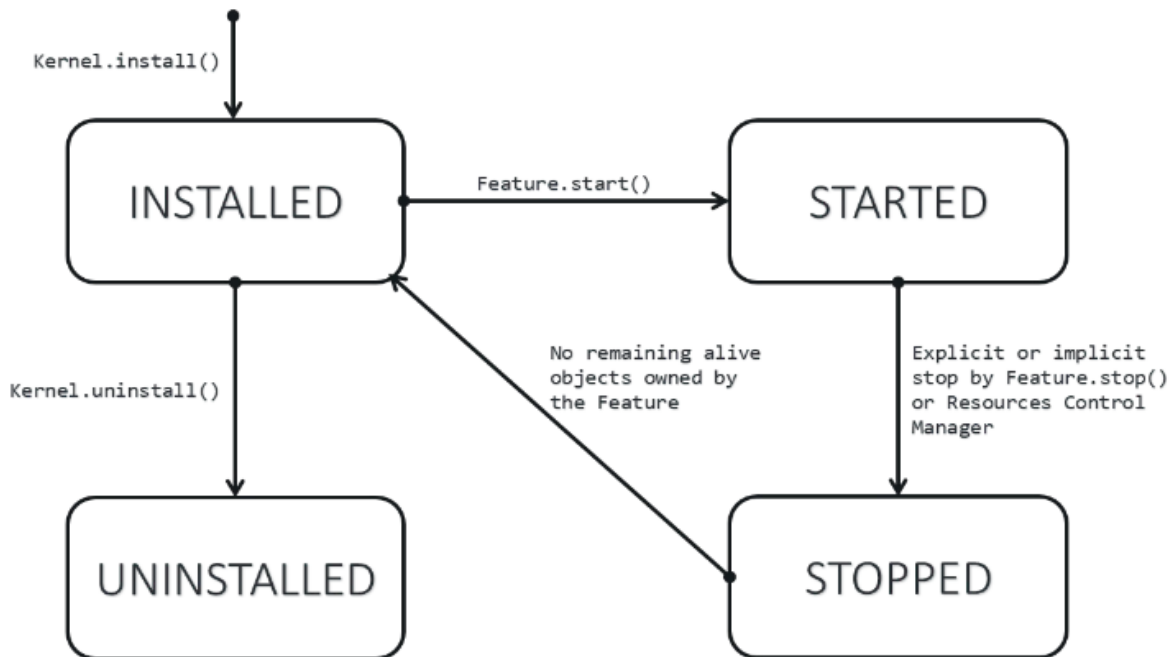 Kernel.install()
INSTALLED
Feature.start()
STARTED
Kernel.uninstall()
No remaining alive
objects owned by
the Feature
Explicit or implicit
stop by Feature.stop()
or Resources Control
Manager
UNINSTALLED
STOPPED